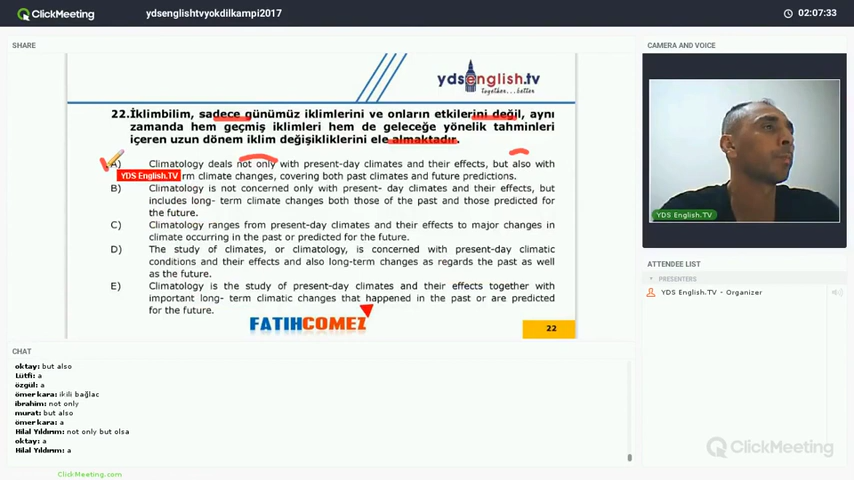 ClickMeeting
ydsenglishtvyokdilkampi2017
02:07:33
SHARE
CAMERA AND VOICE
ydsenglish.tv
together...better
22.İklimbilim, sadece günümüz iklimlerini ve onların etkilerini değil, aynı
zamanda hem geçmiş iklimleri hem de geleceğe yönelik tahminleri
içeren uzun dönem iklim değişikliklerini ele almaktadır.
A) Climatology deals not only with present-day climates and their effects, but also with
rm climate changes, covering both past climates and future predictions.
YDS English.TV
B) Climatology is not concerned only with present- day climates and their effects, but
includes long- term climate changes both those of the past and those predicted for
the future.
C) Climatology ranges from present-day climates and their effects to major changes in
climate occurring in the past or predicted for the future.
D) The study of climates, or climatology, is concerned with present-day climatic
conditions and their effects and also long-term changes as regards the past as well
as the future.
E) Climatology is the study of present-day climates and their effects together with
important long- term climatic changes that happened in the past or are predicted
for the future.
FATIHCOMEZ
22
YDS English.TV
ATTENDEE LIST
PRESENTERS
YDS English.TV - Organizer
CHAT
oktay: but also
Lütfi: a
özgül: a
ömer kara: ikili bağlac
ibrahim: not only
murat: but also
ömer kara: a
Hilal Yıldırım: not only but olsa
oktay: a
Hilal Yıldırım: a
ClickMeeting
ClickMeeting.com